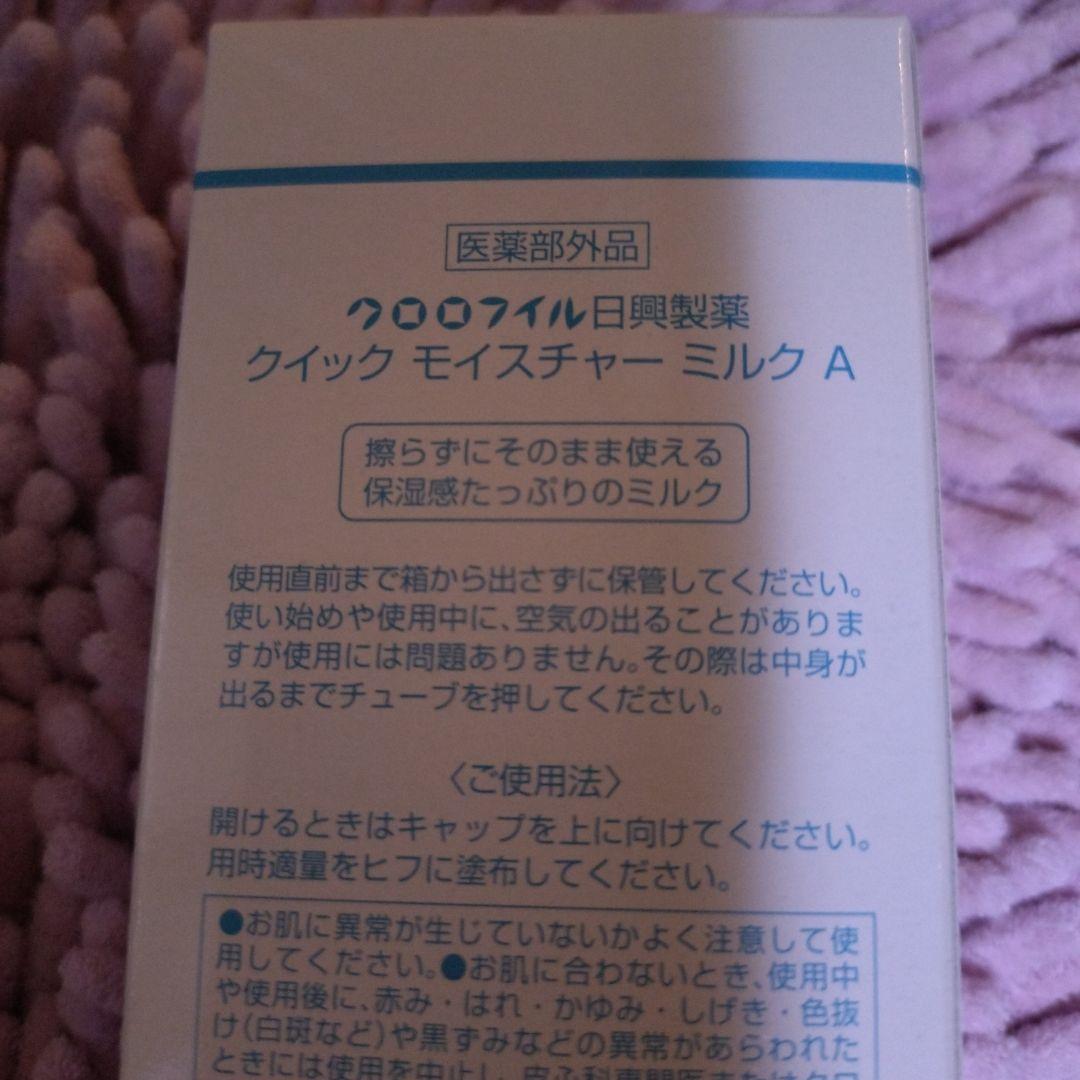 医薬部外品
クロロフイル日興製薬
クイック モイスチャー ミルク A
擦らずにそのまま使える
保湿感たっぷりのミルク
使用直前まで箱から出さずに保管してください。
使い始めや使用中に、空気の出ることがありま
すが使用には問題ありません。その際は中身が
出るまでチューブを押してください。
〈ご使用法〉
開けるときはキャップを上に向けてください。
用時適量をヒフに塗布してください。
●お肌に異常が生じていないかよく注意して使
用してください。●お肌に合わないとき、使用中
や使用後に、赤み・はれ・かゆみ・しげき・色抜
け(白斑など)や黒ずみなどの異常があらわれた
ときには使用を中止し、皮ふ科専門医または